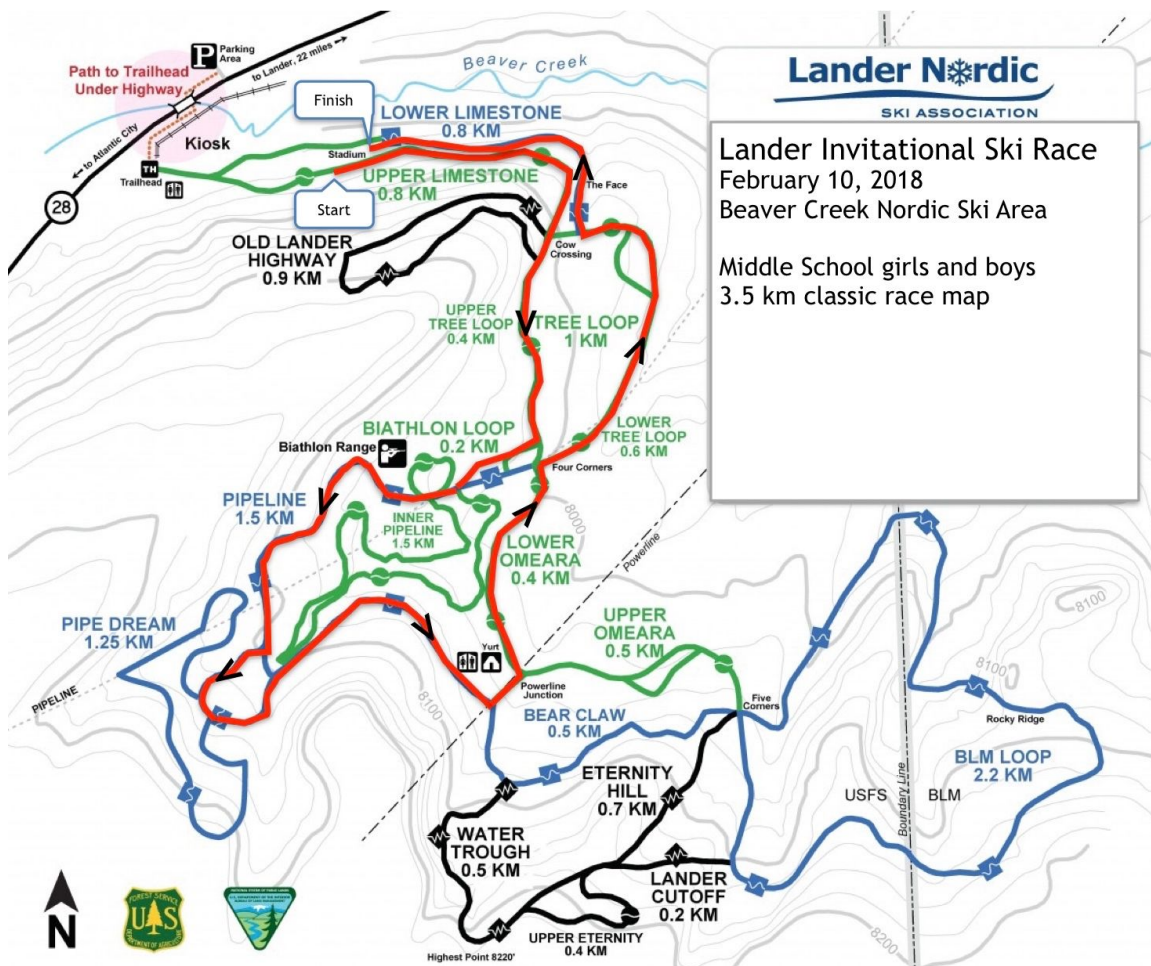 Parking
Area
P
to Lander, 22 miles
Path to Trailhead
Under Highway
Beaver Creek
Finish
Kiosk
to Atlantic City
LOWER LIMESTONE
0.8 KM
Stadium
TH
Trailhead
UPPER LIMESTONE
0.8 KM
The Face
28
Start
OLD LANDER
HIGHWAY
0.9 KM
Cow
Crossing
UPPER
TREE LOOP
0.4 KM
TREE LOOP
1 KM
BIATHLON LOOP
0.2 KM
LOWER
TREE LOOP
0.6 KM
Biathlon Range
Four Corners
PIPELINE
1.5 KM
INNER
PIPELINE
1.5 KM
8000
LOWER
OMEARA
0.4 KM
Powerline
PIPE DREAM
1.25 KM
UPPER
OMEARA
0.5 KM
Yurt
PIPELINE
Powerline
Junction
8100
Five
Corners
BEAR CLAW
0.5 KM
8100
8100
Rocky Ridge
BLM LOOP
2.2 KM
ETERNITY
HILL
0.7 KM
USFS
BLM
Boundary Line
WATER
TROUGH
0.5 KM
LANDER
CUTOFF
0.2 KM
UPPER ETERNITY
0.4 KM
Highest Point 8220'
8200
N
FOREST SERVICE
US
DEPARTMENT OF AGRICULTURE
Lander Nordic
SKI ASSOCIATION
Lander Invitational Ski Race
February 10, 2018
Beaver Creek Nordic Ski Area
Middle School girls and boys
3.5 km classic race map